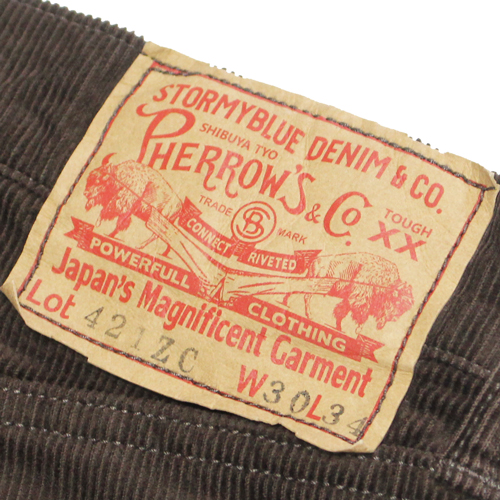 STORMYBLUE DENIM & CO.
SHIBUYA TYO
PHERROW'S & CO.
TOUGH
XX
TRADE SB MARK
CONNECT RIVETED
POWERFULL CLOTHING
Japan's Magnificent Garment
Lot 421ZC W30L34